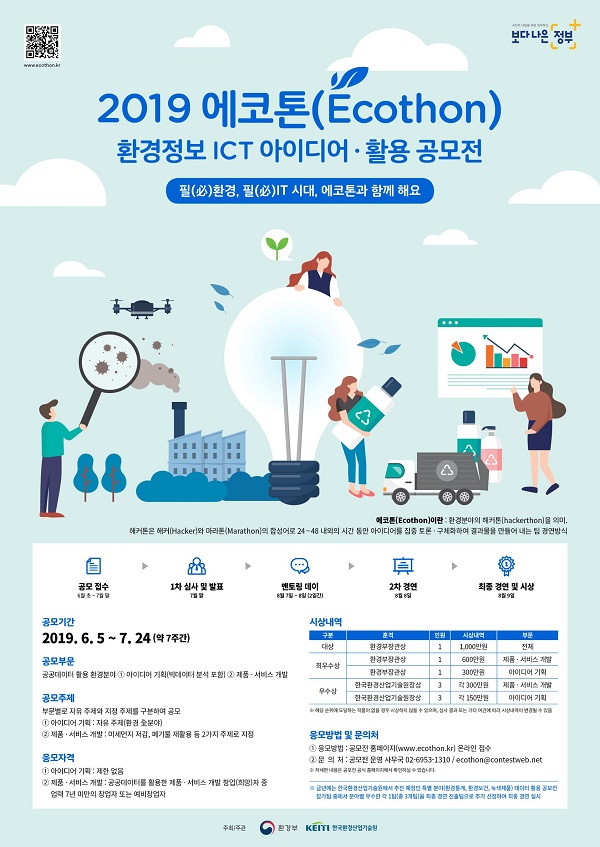 www.ecothon.kr
보다나은 정부
2019 에코톤(Ecothon)
환경정보 ICT 아이디어 · 활용 공모전
필(必)환경, 필(必)IT 시대, 에코톤과 함께 해요
에코톤(Ecothon)이란 : 환경분야의 해커톤(hackerthon)을 의미.
해커톤은 해커(Hacker)와 마라톤(Marathon)의 합성어로 24~48 내외의 시간 동안 아이디어를 집중 토론 · 구체화하여 결과물을 만들어 내는 팀 경연방식
공모 접수
6월 초 ~ 7월 말
1차 심사 및 발표
7월 말
멘토링 데이
8월 7일 ~ 8일 (2일간)
2차 경연
8월 8일
최종 경연 및 시상
8월 9일
공모기간
2019. 6. 5 ~ 7. 24 (약 7주간)
공모부문
공공데이터 활용 환경분야 ① 아이디어 기획(빅데이터 분석 포함) ② 제품 · 서비스 개발
공모주제
부문별로 자유 주제와 지정 주제를 구분하여 공모
① 아이디어 기획 : 자유 주제(환경 全분야)
② 제품 · 서비스 개발 : 미세먼지 저감, 폐기물 재활용 등 2가지 주제로 지정
응모자격
① 아이디어 기획 : 제한 없음
② 제품 · 서비스 개발 : 공공데이터를 활용한 제품 · 서비스 개발 창업(희망)자 중
업력 7년 미만의 창업자 또는 예비창업자
시상내역
구분 훈격 인원 시상내역 부문
대상 환경부장관상 1 1,000만원 전체
최우수상 환경부장관상 1 600만원 제품 · 서비스 개발
환경부장관상 1 300만원 아이디어 기획
우수상 한국환경산업기술원장상 3 각 300만원 제품 · 서비스 개발
한국환경산업기술원장상 3 각 150만원 아이디어 기획
※ 해당 순위에 도달하는 작품이 없을 경우 시상하지 않을 수 있으며, 심사 결과 또는 기타 여건에 따라 시상내역이 변경될 수 있음
응모방법 및 문의처
① 응모방법 : 공모전 홈페이지(www.ecothon.kr) 온라인 접수
② 문 의 처 : 공모전 운영 사무국 02-6953-1310 / ecothon@contestweb.net
※ 자세한 내용은 공모전 공식 홈페이지에서 확인하실 수 있습니다.
※ 금년에는 한국환경산업기술원에서 추진 예정인 특별 분야(환경통계, 환경보건, 녹색제품) 데이터 활용 공모전
참가팀 중에서 분야별 우수한 각 1팀(총 3개팀)을 최종 경연 진출팀으로 추가 선정하여 최종 경연 실시
주최/주관 환경부 KEITI 한국환경산업기술원